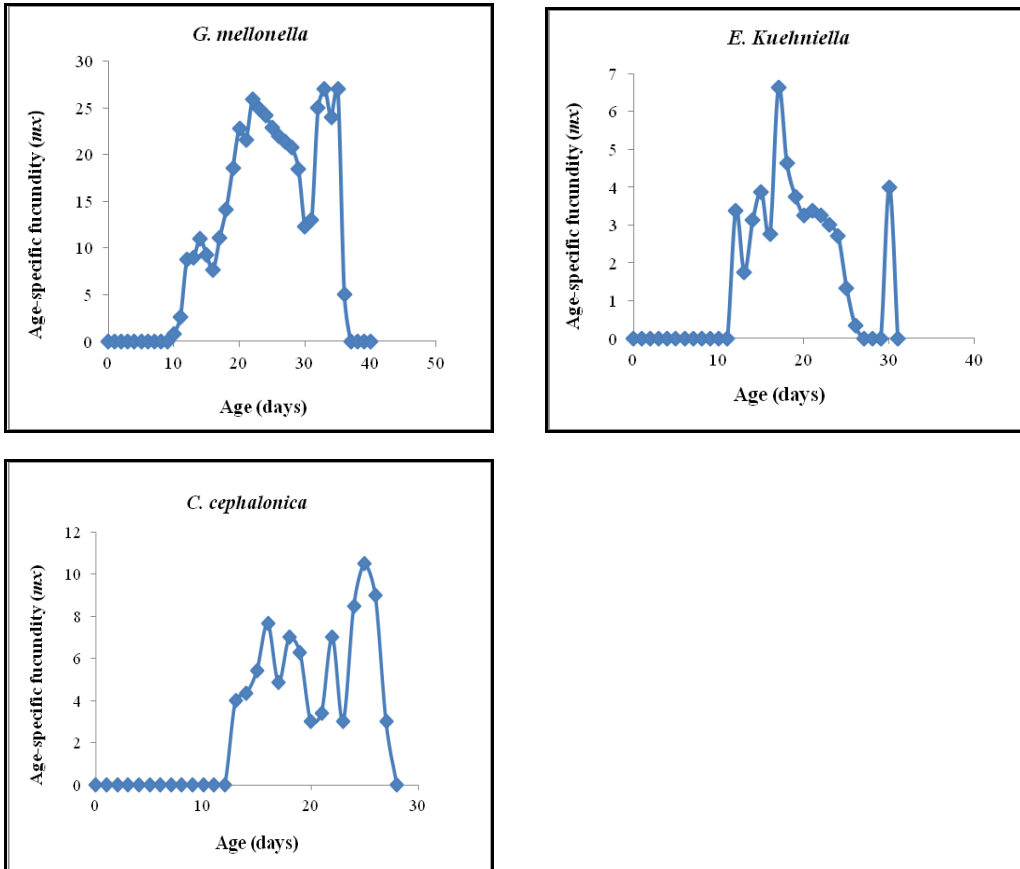 G. mellonella
30
25
20
15
10
5
0
0 10 20 30 40 50
Age-specific fucundity (mx)
Age (days)
E. Kuehniella
7
6
5
4
3
2
1
0
0 10 20 30 40
Age-specific fucundity (mx)
Age (days)
C. cephalonica
12
10
8
6
4
2
0
0 10 20 30
Age-specific fucundity (mx)
Age (days)